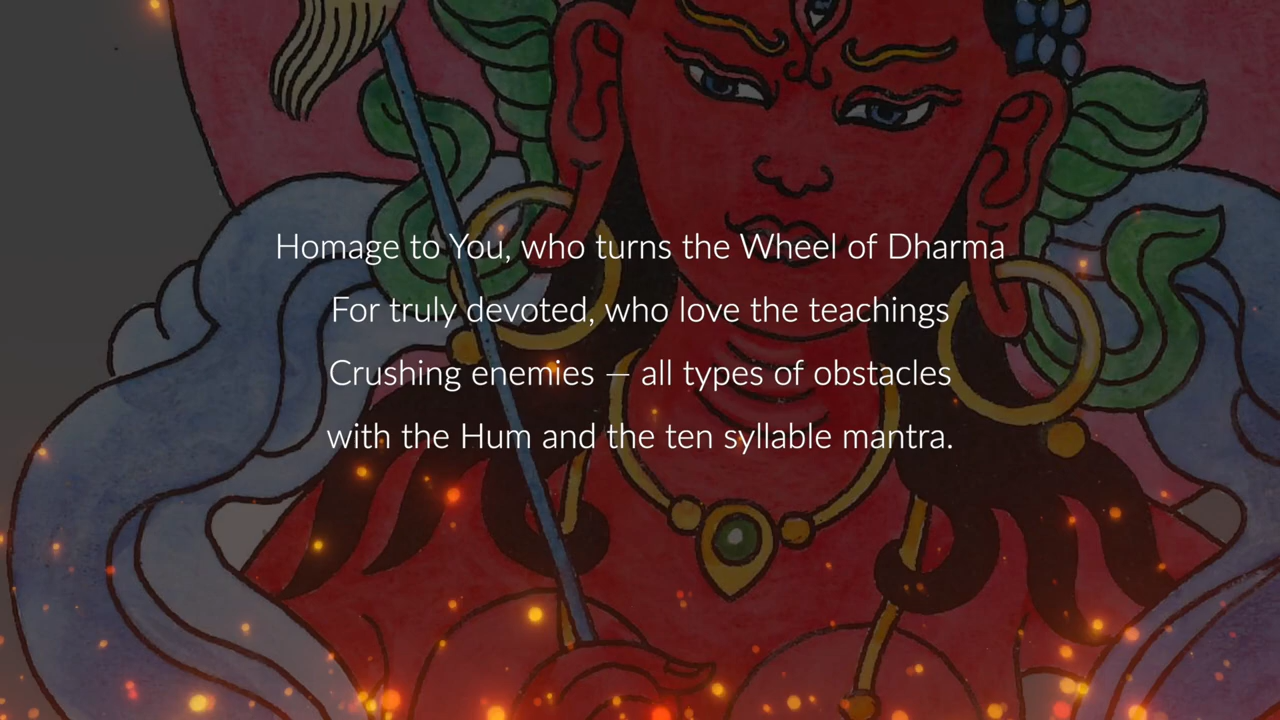 Homage to You, who turns the Wheel of Dharma
For truly devoted, who love the teachings
Crushing enemies — all types of obstacles
with the Hum and the ten syllable mantra.